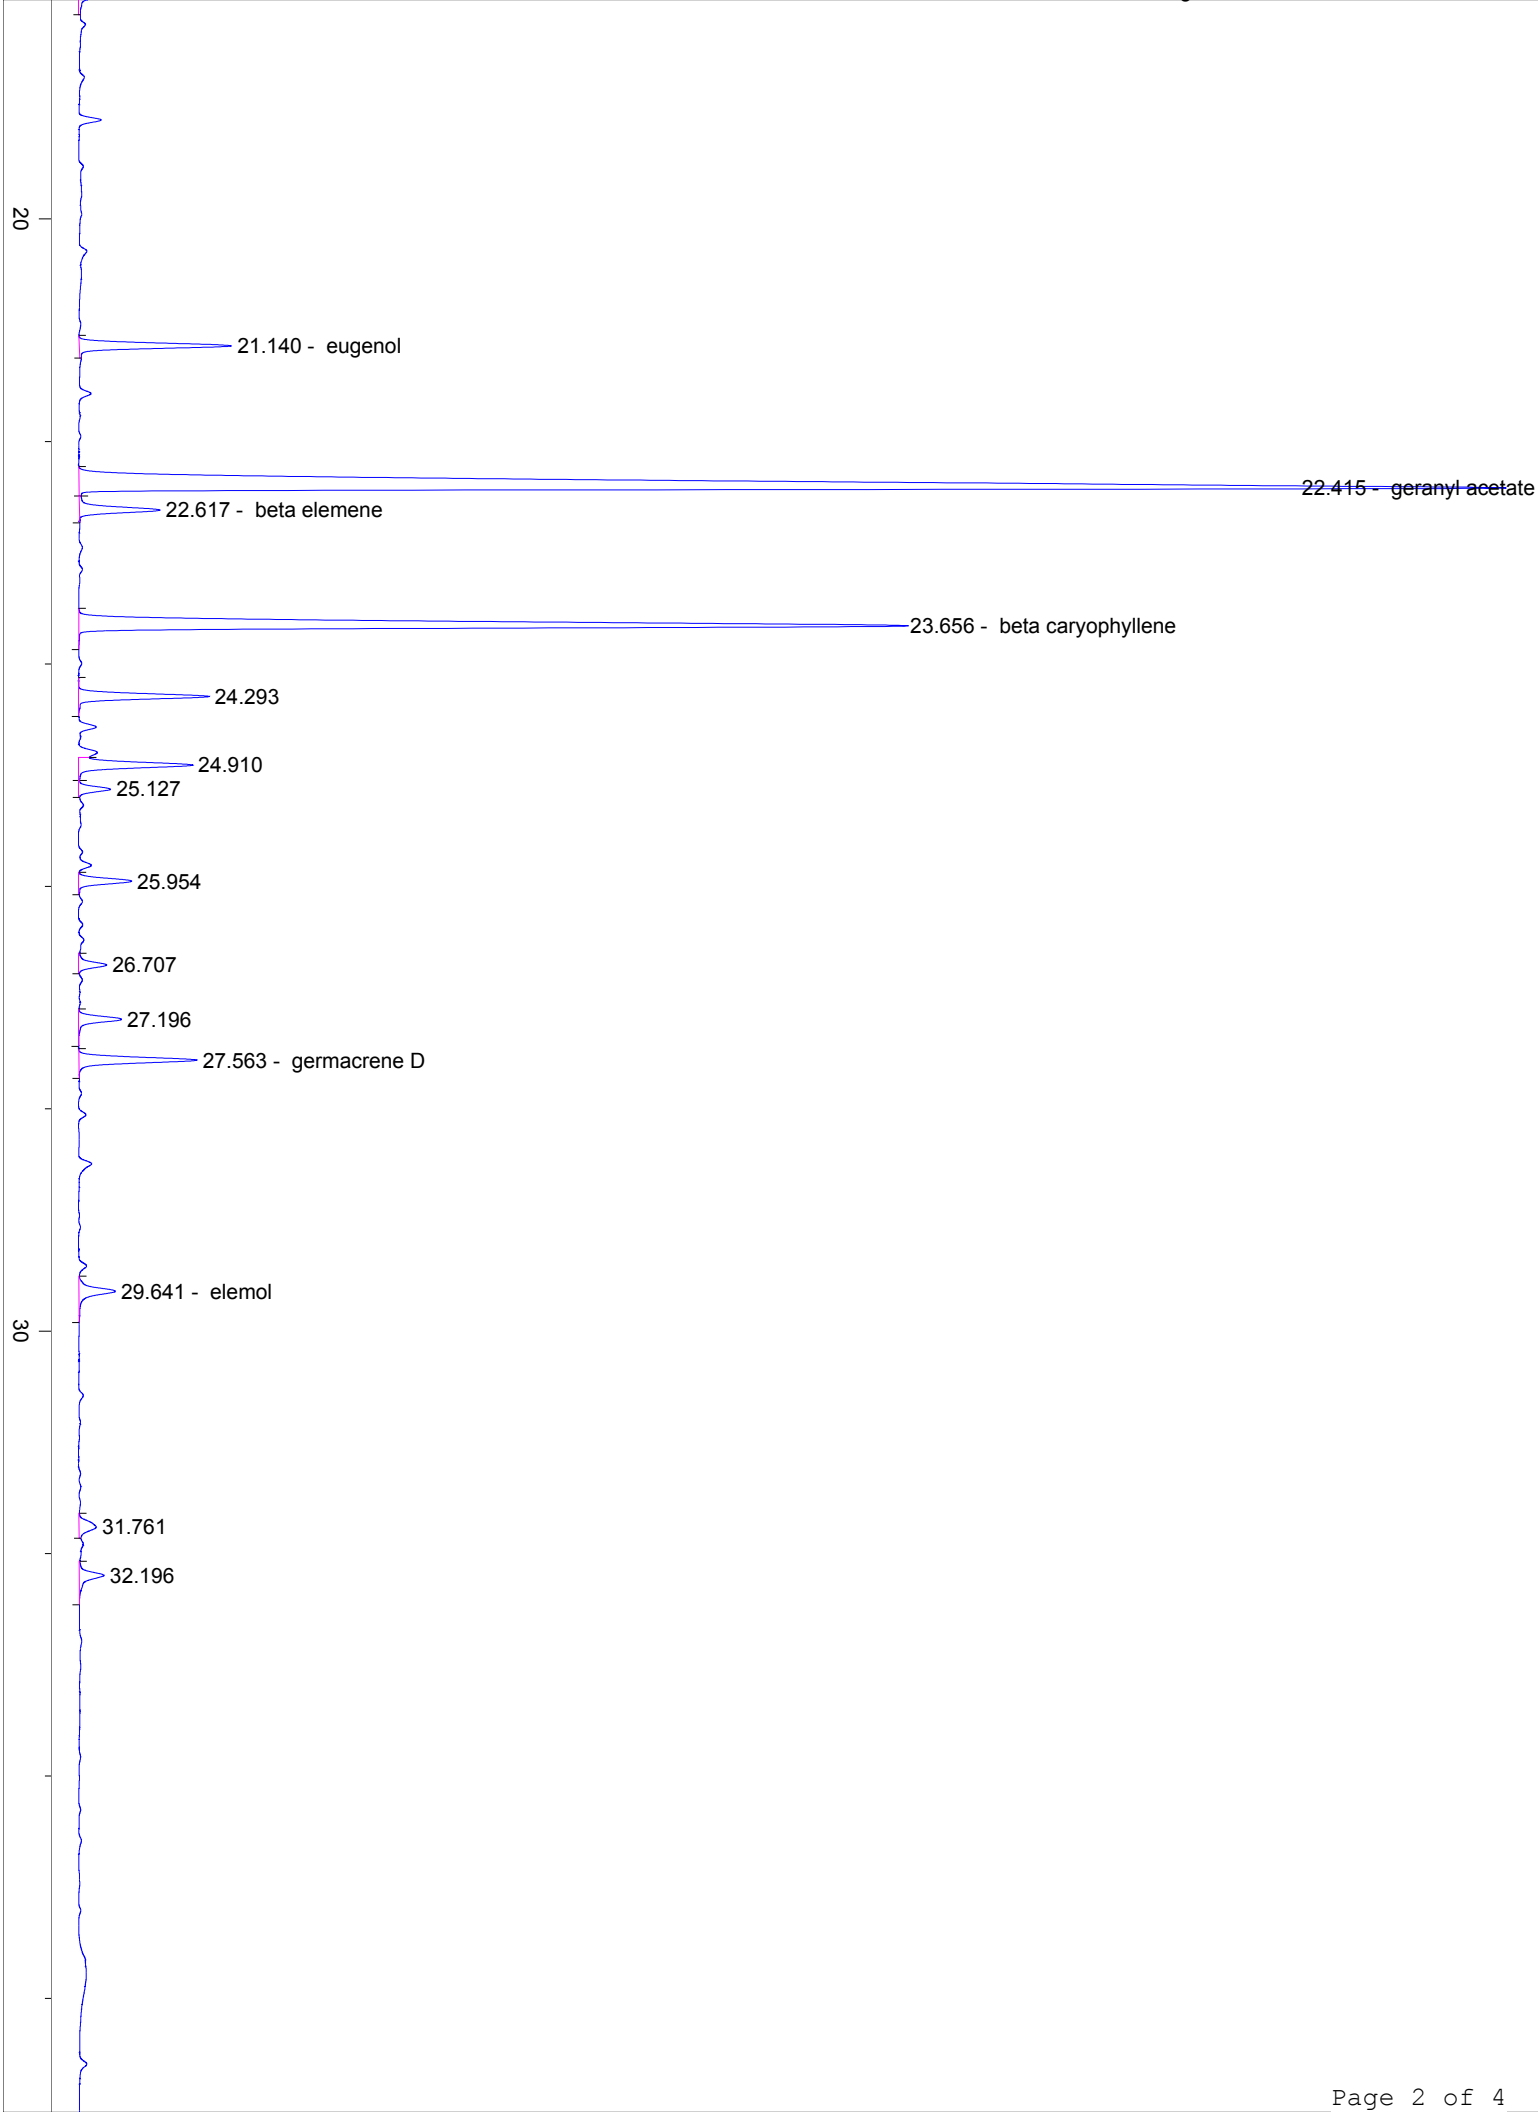 20
21.140 - eugenol
22.415 - geranyl acetate
22.617 - beta elemene
23.656 - beta caryophyllene
24.293
24.910
25.127
25.954
26.707
27.196
27.563 - germacrene D
29.641 - elemol
30
31.761
32.196
Page 2 of 4